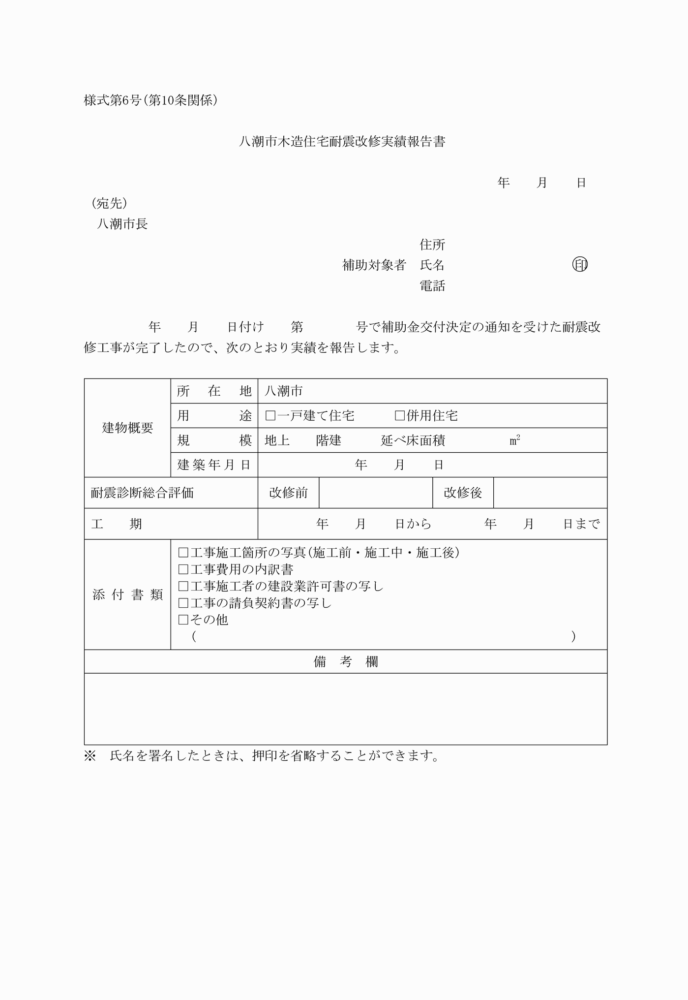 様式第6号(第10条関係)
八潮市木造住宅耐震改修実績報告書
年　　月　　日
(宛先)
八潮市長
住所
補助対象者　氏名　　　　　　　　　　㊞
電話
年　　月　　日付け　　第　　　　号で補助金交付決定の通知を受けた耐震改
修工事が完了したので、次のとおり実績を報告します。
建物概要
所在地　八潮市
用途　□一戸建て住宅　　　□併用住宅
規模　地上　　階建　　　延べ床面積　　　　　m²
建築年月日　　　　　　　　年　　月　　日
耐震診断総合評価　改修前　　　　　改修後
工　　期　　　　　年　　月　　日から　　　　年　　月　　日まで
添付書類
□工事施工箇所の写真(施工前・施工中・施工後)
□工事費用の内訳書
□工事施工者の建設業許可書の写し
□工事の請負契約書の写し
□その他
(　　　　　　　　　　　　　　　　　　　　　　　　　　　　　)
備　考　欄
※　氏名を署名したときは、押印を省略することができます。